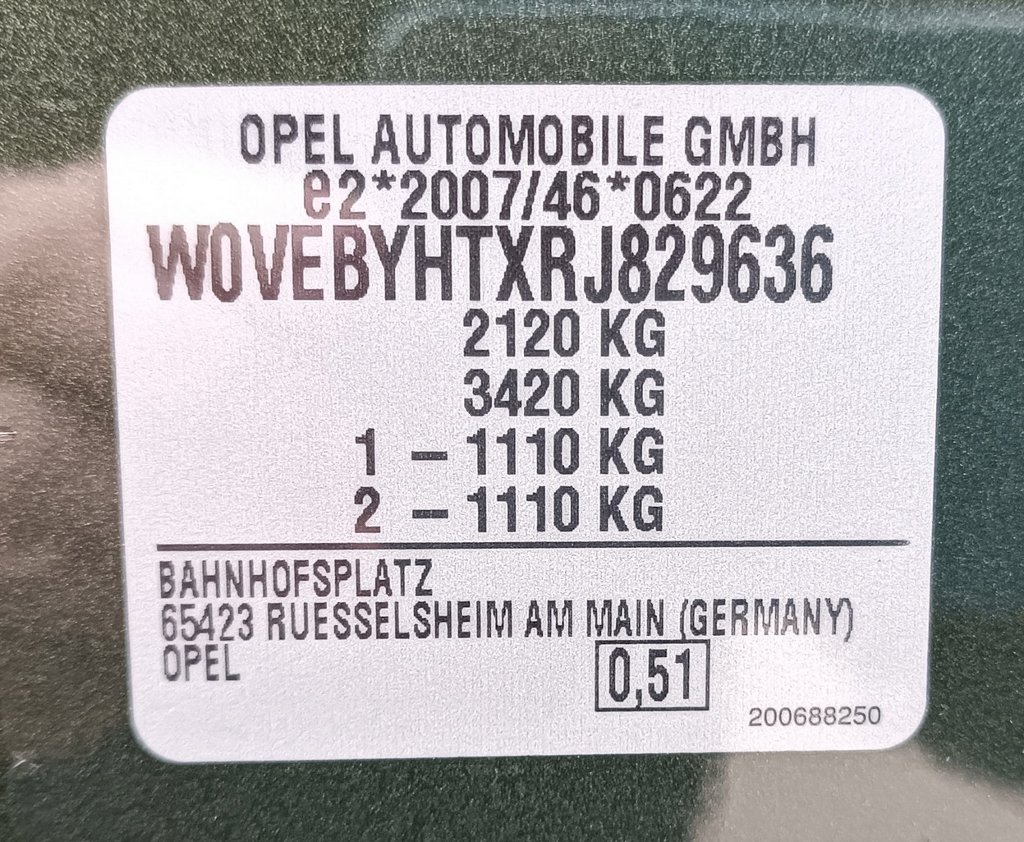 OPEL AUTOMOBILE GMBH
e2*2007/46*0622
W0VEBYHTXRJ829636
2120 KG
3420 KG
1 – 1110 KG
2 – 1110 KG
BAHNHOFSPLATZ
65423 RUESSELSHEIM AM MAIN (GERMANY)
OPEL
0,51
200688250